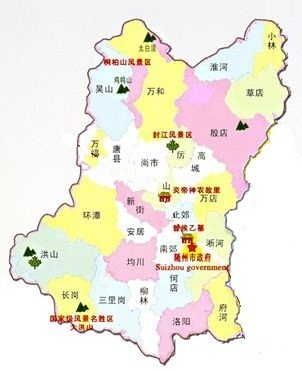 小林
太白顶
桐柏山风景区
淮河
鸡鸣山
吴山
万和
草店
殷店
封江风景区
万福
唐县
尚市
厉山
高城
炎帝神农故里
万店
新街
环潭
北郊
安居
曾侯乙墓
淅河
南郊
洪山
均川
随州市政府
Suizhou government
何店
长岗
三里岗
柳林
府河
国家级风景名胜区
大洪山
洛阳